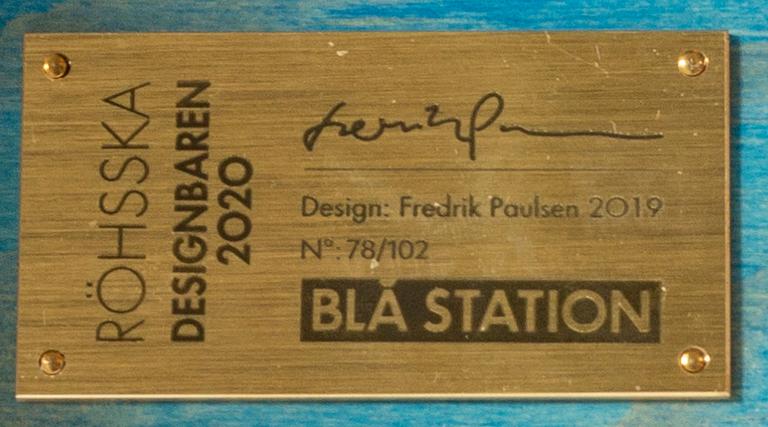 RÖHSSKA
DESIGNBAREN
2020
Design: Fredrik Paulsen 2019
Nº: 78/102
BLÅ STATION